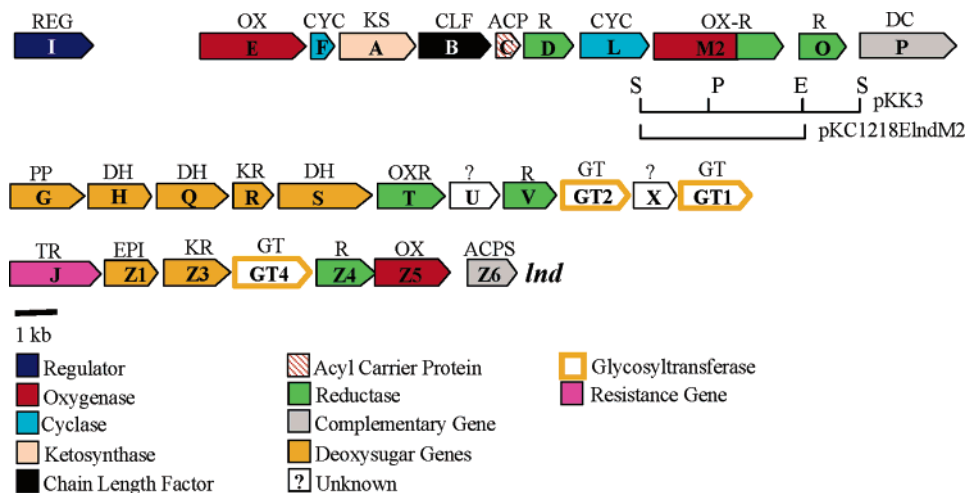 REG OX CYC KS CLF ACP R CYC OX-R R DC
I E F A B C D L M2 O P
S P E S
pKK3
pKC1218ElndM2
PP DH DH KR DH OXR ? R GT ? GT
G H Q R S T U V GT2 X GT1
TR EPI KR GT R OX ACPS
J Z1 Z3 GT4 Z4 Z5 Z6 lnd
1 kb
Regulator
Oxygenase
Cyclase
Ketosynthase
Chain Length Factor
Acyl Carrier Protein
Reductase
Complementary Gene
Deoxysugar Genes
? Unknown
Glycosyltransferase
Resistance Gene